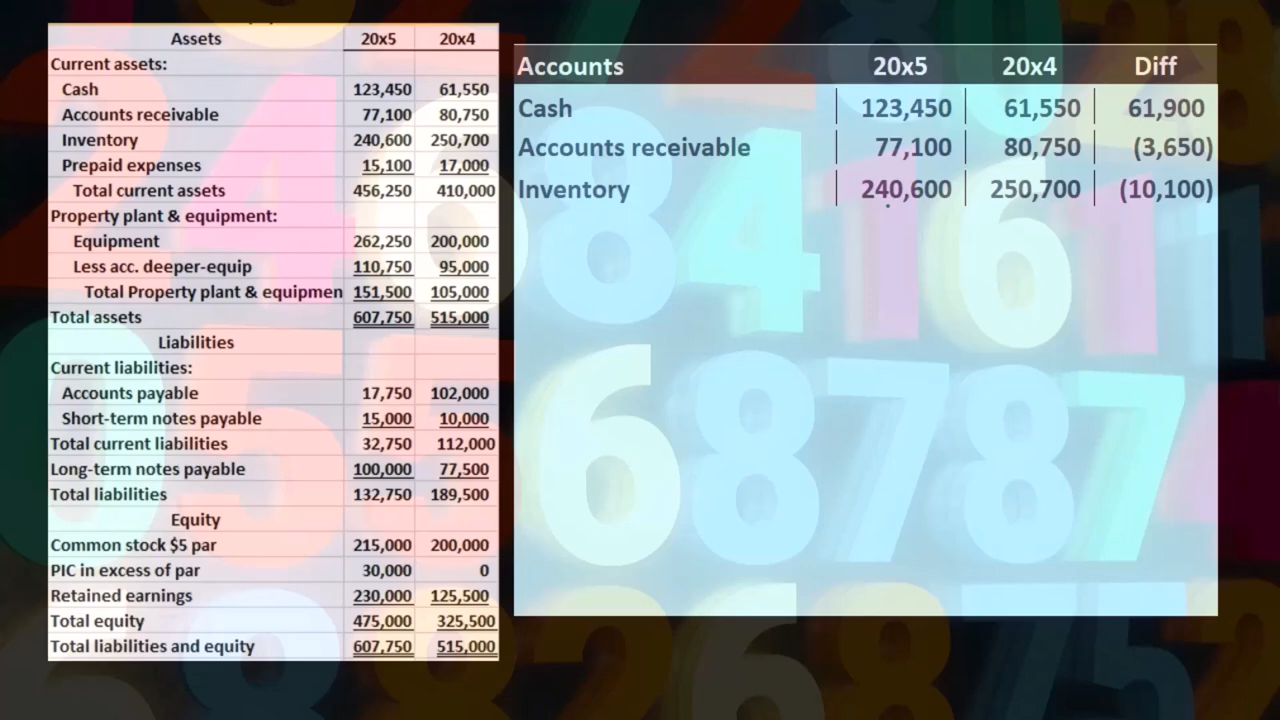 Assets 20x5 20x4
Current assets:
Cash 123,450 61,550
Accounts receivable 77,100 80,750
Inventory 240,600 250,700
Prepaid expenses 15,100 17,000
Total current assets 456,250 410,000
Property plant & equipment:
Equipment 262,250 200,000
Less acc. deeper-equip 110,750 95,000
Total Property plant & equipmen 151,500 105,000
Total assets 607,750 515,000
Liabilities
Current liabilities:
Accounts payable 17,750 102,000
Short-term notes payable 15,000 10,000
Total current liabilities 32,750 112,000
Long-term notes payable 100,000 77,500
Total liabilities 132,750 189,500
Equity
Common stock $5 par 215,000 200,000
PIC in excess of par 30,000 0
Retained earnings 230,000 125,500
Total equity 475,000 325,500
Total liabilities and equity 607,750 515,000
Accounts 20x5 20x4 Diff
Cash 123,450 61,550 61,900
Accounts receivable 77,100 80,750 (3,650)
Inventory 240,600 250,700 (10,100)